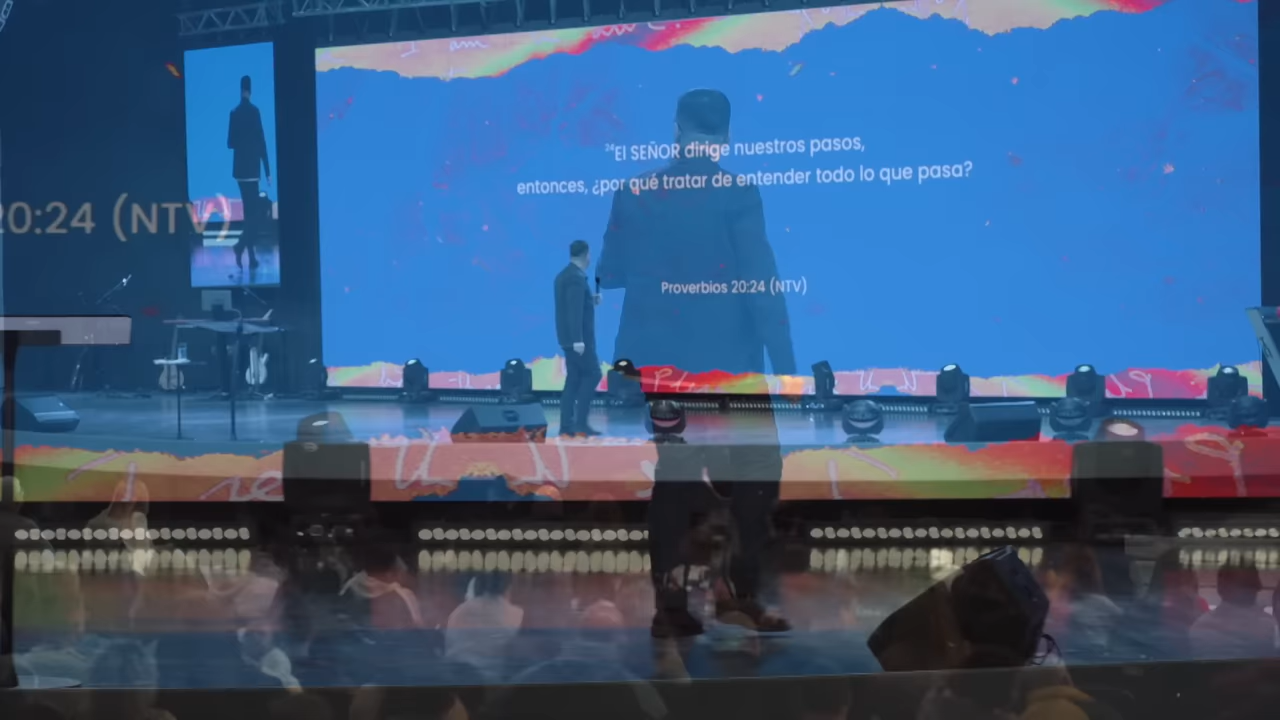 I am
²⁴El SEÑOR dirige nuestros pasos,
entonces, ¿por qué tratar de entender todo lo que pasa?
20:24 (NTV)
Proverbios 20:24 (NTV)